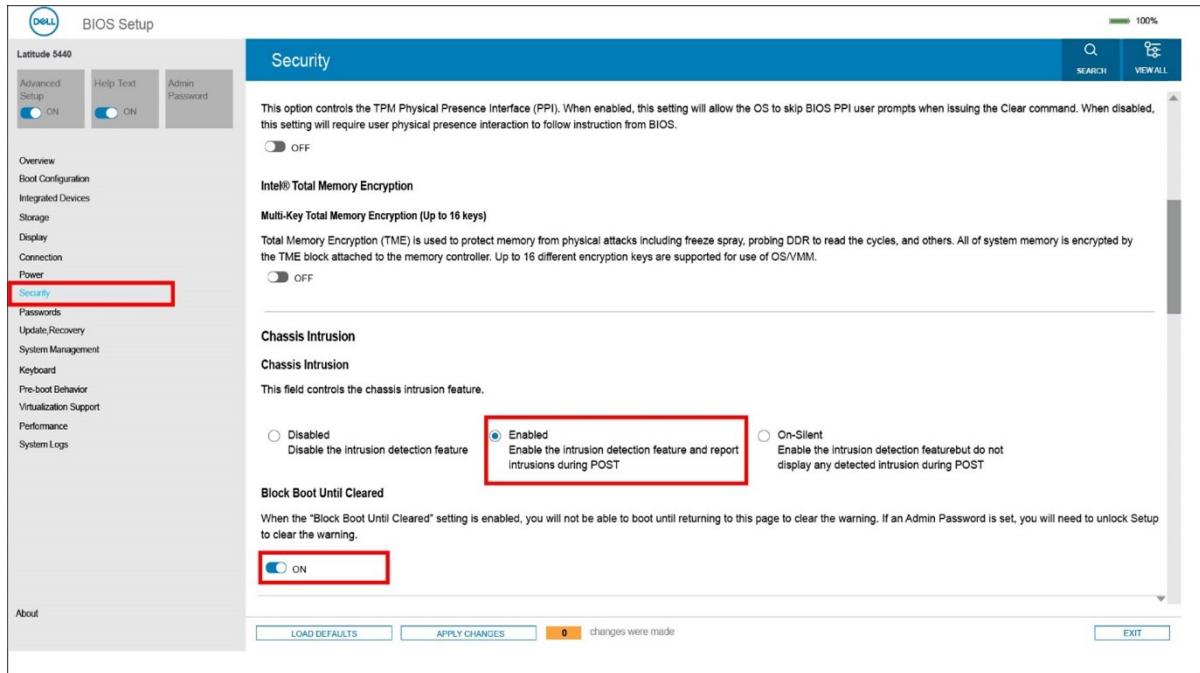 DELL
BIOS Setup
100%
Latitude 5440
Advanced Setup
ON
Help Text
ON
Admin Password
Overview
Boot Configuration
Integrated Devices
Storage
Display
Connection
Power
Security
Passwords
Update,Recovery
System Management
Keyboard
Pre-boot Behavior
Virtualization Support
Performance
System Logs
About
Security
SEARCH
VIEW ALL
This option controls the TPM Physical Presence Interface (PPI). When enabled, this setting will allow the OS to skip BIOS PPI user prompts when issuing the Clear command. When disabled,
this setting will require user physical presence interaction to follow instruction from BIOS.
OFF
Intel® Total Memory Encryption
Multi-Key Total Memory Encryption (Up to 16 keys)
Total Memory Encryption (TME) is used to protect memory from physical attacks including freeze spray, probing DDR to read the cycles, and others. All of system memory is encrypted by
the TME block attached to the memory controller. Up to 16 different encryption keys are supported for use of OS/VMM.
OFF
Chassis Intrusion
Chassis Intrusion
This field controls the chassis intrusion feature.
Disabled
Disable the intrusion detection feature
Enabled
Enable the intrusion detection feature and report
intrusions during POST
On-Silent
Enable the intrusion detection featurebut do not
display any detected intrusion during POST
Block Boot Until Cleared
When the "Block Boot Until Cleared" setting is enabled, you will not be able to boot until returning to this page to clear the warning. If an Admin Password is set, you will need to unlock Setup
to clear the warning.
ON
LOAD DEFAULTS
APPLY CHANGES
0 changes were made
EXIT